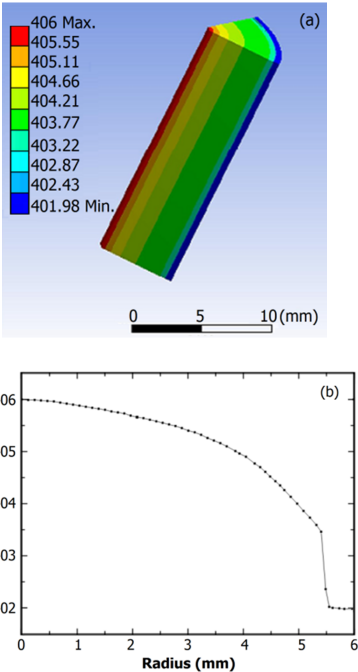 406 Max.
(a)
405.55
405.11
404.66
404.21
403.77
403.22
402.87
402.43
401.98 Min.
0 5 10 (mm)
(b)
06
05
04
03
02
0 1 2 3 4 5 6
Radius (mm)